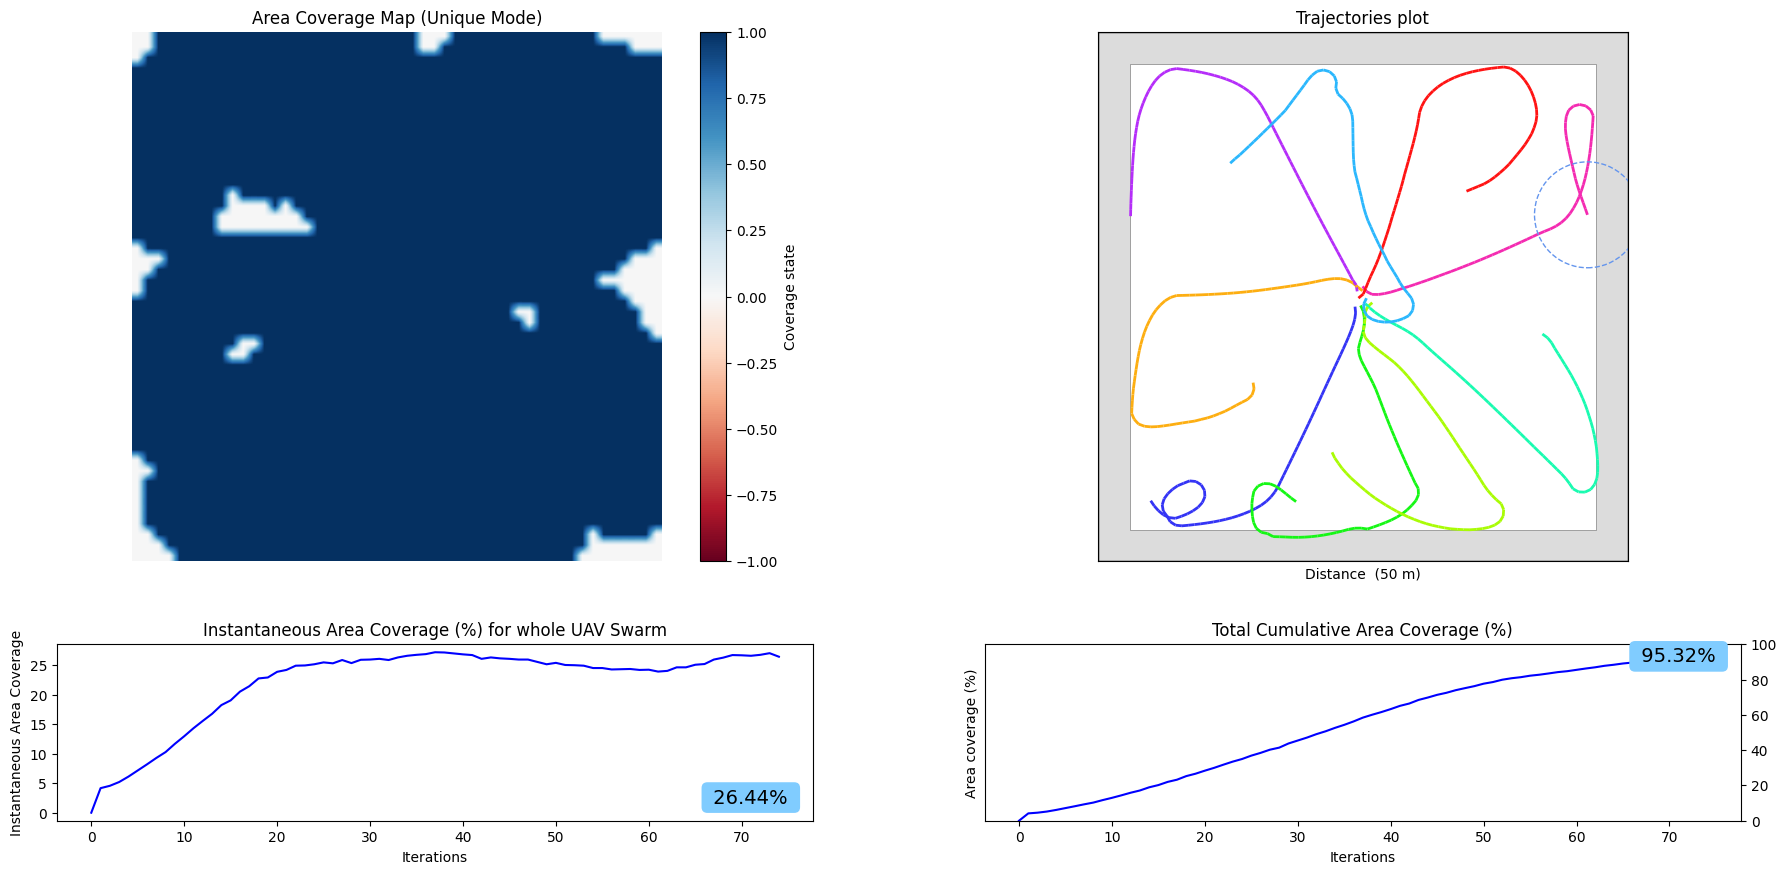 Area Coverage Map (Unique Mode)
1.00
0.75
0.50
0.25
0.00
−0.25
−0.50
−0.75
−1.00
Coverage state
Trajectories plot
Distance  (50 m)
Instantaneous Area Coverage (%) for whole UAV Swarm
Instantaneous Area Coverage
25
20
15
10
5
0
26.44%
0 10 20 30 40 50 60 70
Iterations
Total Cumulative Area Coverage (%)
Area coverage (%)
95.32%
100
80
60
40
20
0
0 10 20 30 40 50 60 70
Iterations